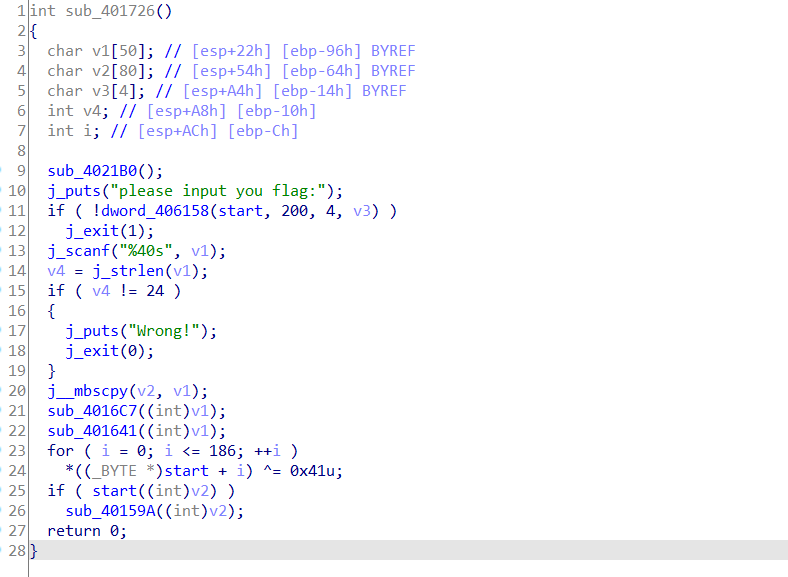 1 int sub_401726()
2 {
3 char v1[50]; // [esp+22h] [ebp-96h] BYREF
4 char v2[80]; // [esp+54h] [ebp-64h] BYREF
5 char v3[4]; // [esp+A4h] [ebp-14h] BYREF
6 int v4; // [esp+A8h] [ebp-10h]
7 int i; // [esp+ACh] [ebp-Ch]
8
9 sub_4021B0();
10 j_puts("please input you flag:");
11 if ( !dword_406158(start, 200, 4, v3) )
12 j_exit(1);
13 j_scanf("%40s", v1);
14 v4 = j_strlen(v1);
15 if ( v4 != 24 )
16 {
17 j_puts("Wrong!");
18 j_exit(0);
19 }
20 j__mbscpy(v2, v1);
21 sub_4016C7((int)v1);
22 sub_401641((int)v1);
23 for ( i = 0; i <= 186; ++i )
24 *((_BYTE *)start + i) ^= 0x41u;
25 if ( start((int)v2) )
26 sub_40159A((int)v2);
27 return 0;
28 }